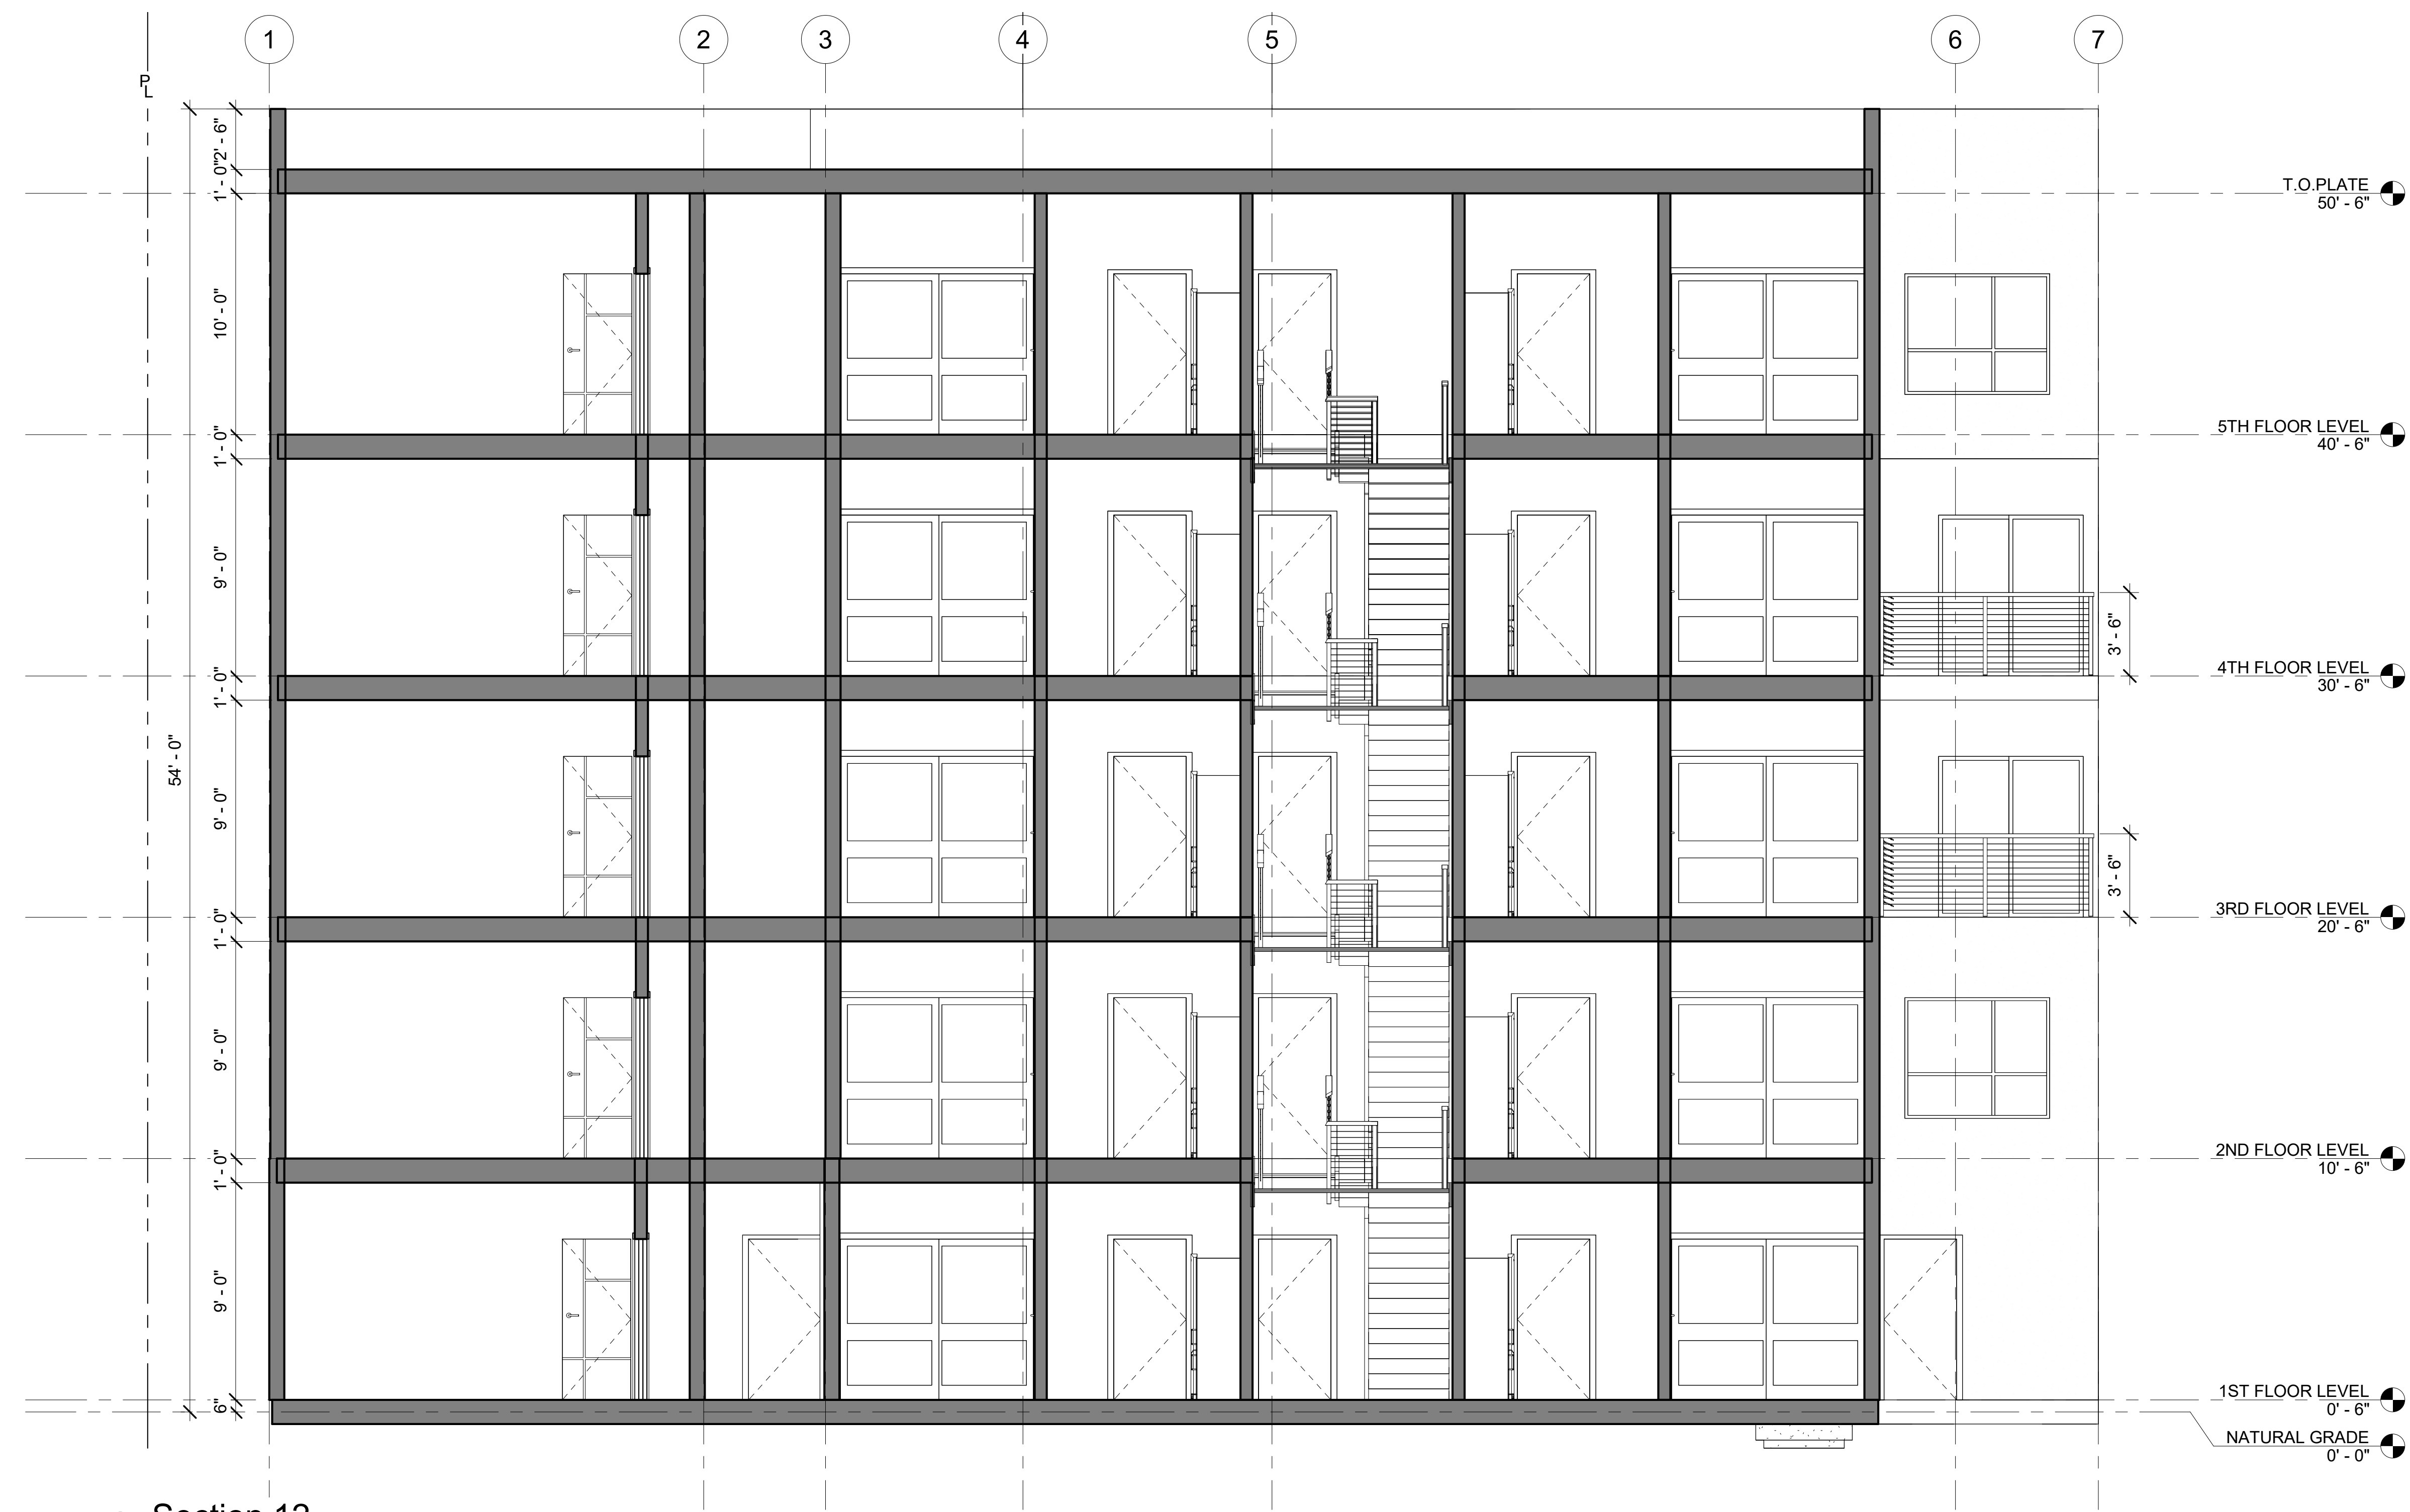 1
2
3
4
5
6
7
PL
2' - 6"
1' - 0"
T.O.PLATE
50' - 6"
10' - 0"
5TH FLOOR LEVEL
40' - 6"
1' - 0"
9' - 0"
3' - 6"
4TH FLOOR LEVEL
30' - 6"
1' - 0"
54' - 0"
9' - 0"
3' - 6"
3RD FLOOR LEVEL
20' - 6"
1' - 0"
9' - 0"
2ND FLOOR LEVEL
10' - 6"
1' - 0"
9' - 0"
1ST FLOOR LEVEL
0' - 6"
6"
NATURAL GRADE
0' - 0"